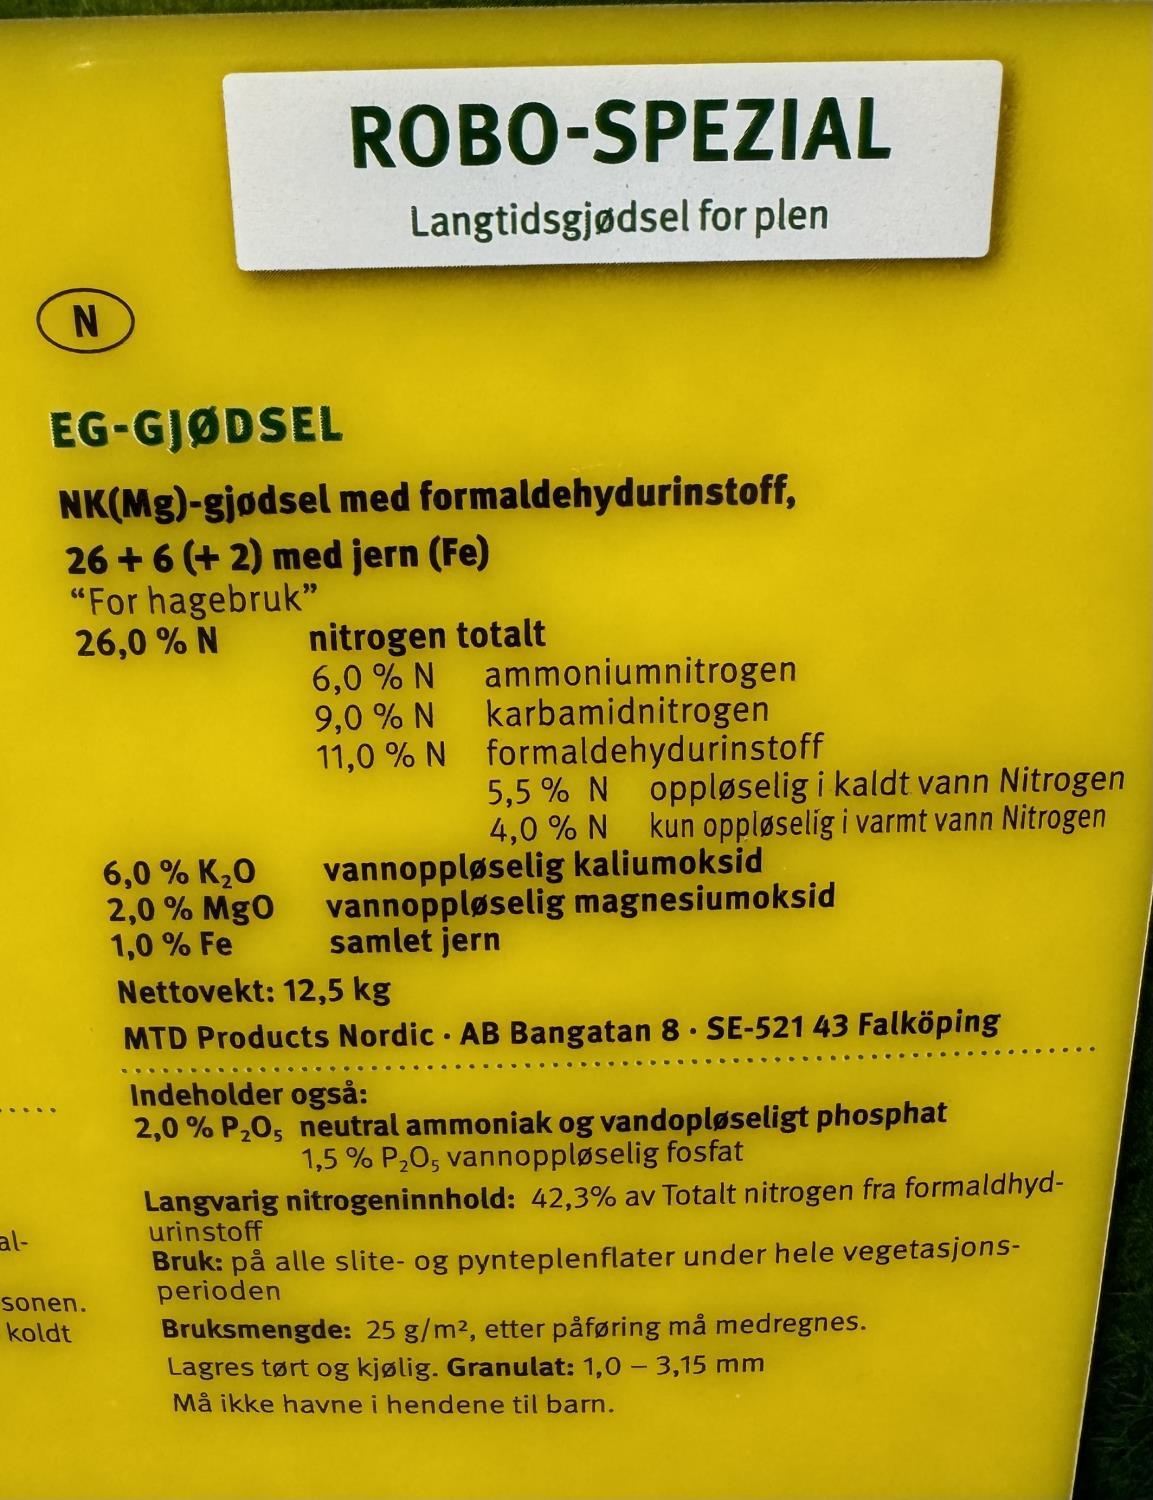 ROBO-SPEZIAL
Langtidsgjødsel for plen
N
EG-GJØDSEL
NK(Mg)-gjødsel med formaldehydurinstoff,
26 + 6 (+ 2) med jern (Fe)
“For hagebruk”
26,0 % N nitrogen totalt
6,0 % N ammoniumnitrogen
9,0 % N karbamidnitrogen
11,0 % N formaldehydurinstoff
5,5 % N oppløselig i kaldt vann Nitrogen
4,0 % N kun oppløselig i varmt vann Nitrogen
6,0 % K₂O vannoppløselig kaliumoksid
2,0 % MgO vannoppløselig magnesiumoksid
1,0 % Fe samlet jern
Nettovekt: 12,5 kg
MTD Products Nordic · AB Bangatan 8 · SE-521 43 Falköping
Indeholder også:
2,0 % P₂O₅ neutral ammoniak og vandopløseligt phosphat
1,5 % P₂O₅ vannoppløselig fosfat
Langvarig nitrogeninnhold: 42,3% av Totalt nitrogen fra formaldhyd-
urinstoff
Bruk: på alle slite- og pynteplenflater under hele vegetasjons-
perioden
Bruksmengde: 25 g/m², etter påføring må medregnes.
Lagres tørt og kjølig. Granulat: 1,0 – 3,15 mm
Må ikke havne i hendene til barn.
al-
sonen.
koldt